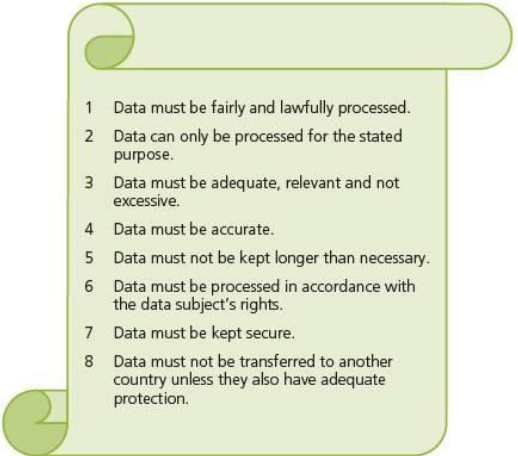 1 Data must be fairly and lawfully processed.
2 Data can only be processed for the stated
purpose.
3 Data must be adequate, relevant and not
excessive.
4 Data must be accurate.
5 Data must not be kept longer than necessary.
6 Data must be processed in accordance with
the data subject's rights.
7 Data must be kept secure.
8 Data must not be transferred to another
country unless they also have adequate
protection.